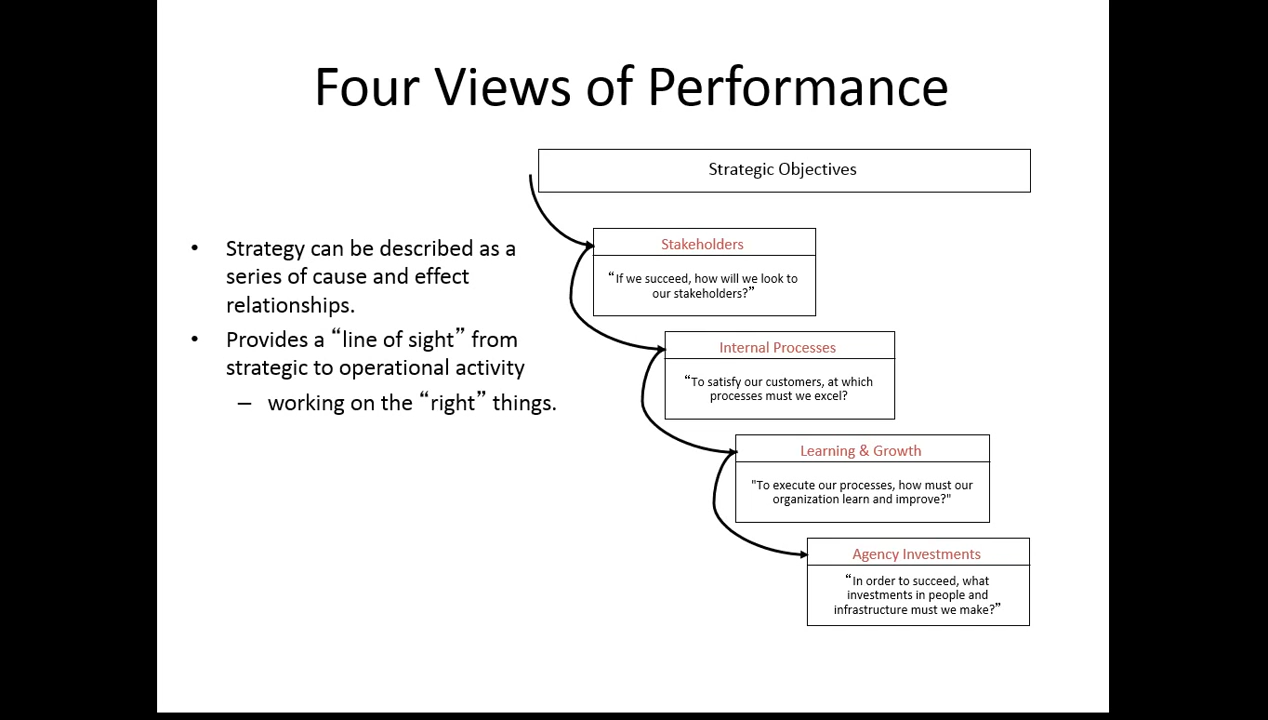 Four Views of Performance
Strategic Objectives
• Strategy can be described as a
series of cause and effect
relationships.
• Provides a “line of sight” from
strategic to operational activity
– working on the “right” things.
Stakeholders
“If we succeed, how will we look to
our stakeholders?”
Internal Processes
“To satisfy our customers, at which
processes must we excel?
Learning & Growth
"To execute our processes, how must our
organization learn and improve?"
Agency Investments
“In order to succeed, what
investments in people and
infrastructure must we make?”